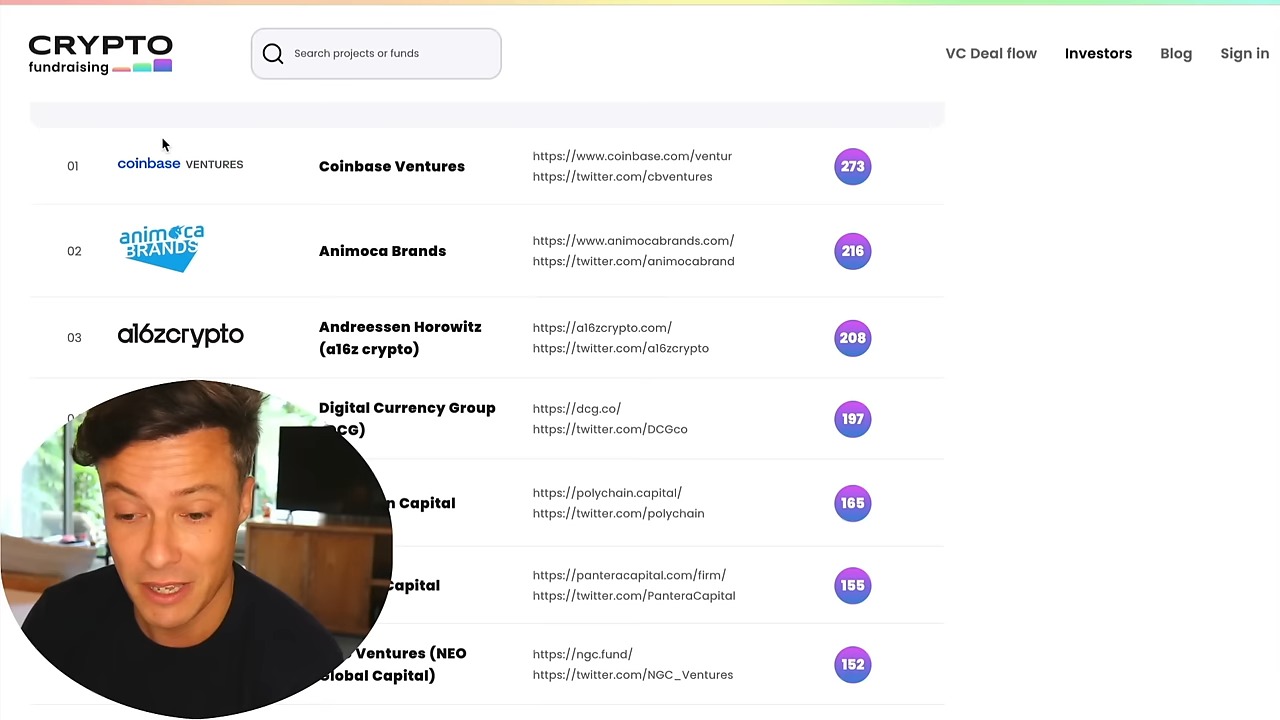 CRYPTO
fundraising
Search projects or funds
VC Deal flow
Investors
Blog
Sign in
01
coinbase VENTURES
Coinbase Ventures
https://www.coinbase.com/ventur
https://twitter.com/cbventures
273
02
animoca
BRANDS
Animoca Brands
https://www.animocabrands.com/
https://twitter.com/animocabrand
216
03
a16zcrypto
Andreessen Horowitz
(a16z crypto)
https://a16zcrypto.com/
https://twitter.com/a16zcrypto
208
Digital Currency Group
CG)
https://dcg.co/
https://twitter.com/DCGco
197
n Capital
https://polychain.capital/
https://twitter.com/polychain
165
Capital
https://panteracapital.com/firm/
https://twitter.com/PanteraCapital
155
Ventures (NEO
Global Capital)
https://ngc.fund/
https://twitter.com/NGC_Ventures
152